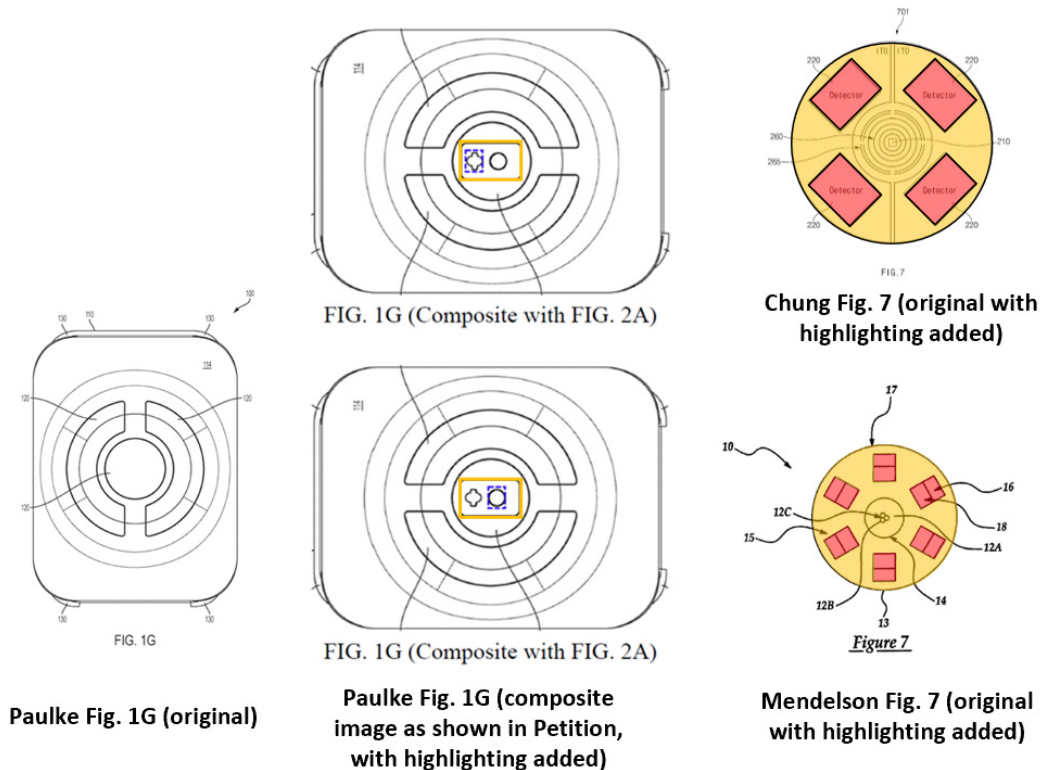 100
130
110
130
114
120
120
120
130
130
FIG. 1G
Paulke Fig. 1G (original)
114
FIG. 1G (Composite with FIG. 2A)
114
FIG. 1G (Composite with FIG. 2A)
Paulke Fig. 1G (composite
image as shown in Petition,
with highlighting added)
701
ITO ITO
220
220
Detector
Detector
260
265
210
Detector
Detector
220
220
FIG.7
Chung Fig. 7 (original with
highlighting added)
17
10
16
12C
18
15
12A
12B
14
13
Figure 7
Mendelson Fig. 7 (original
with highlighting added)